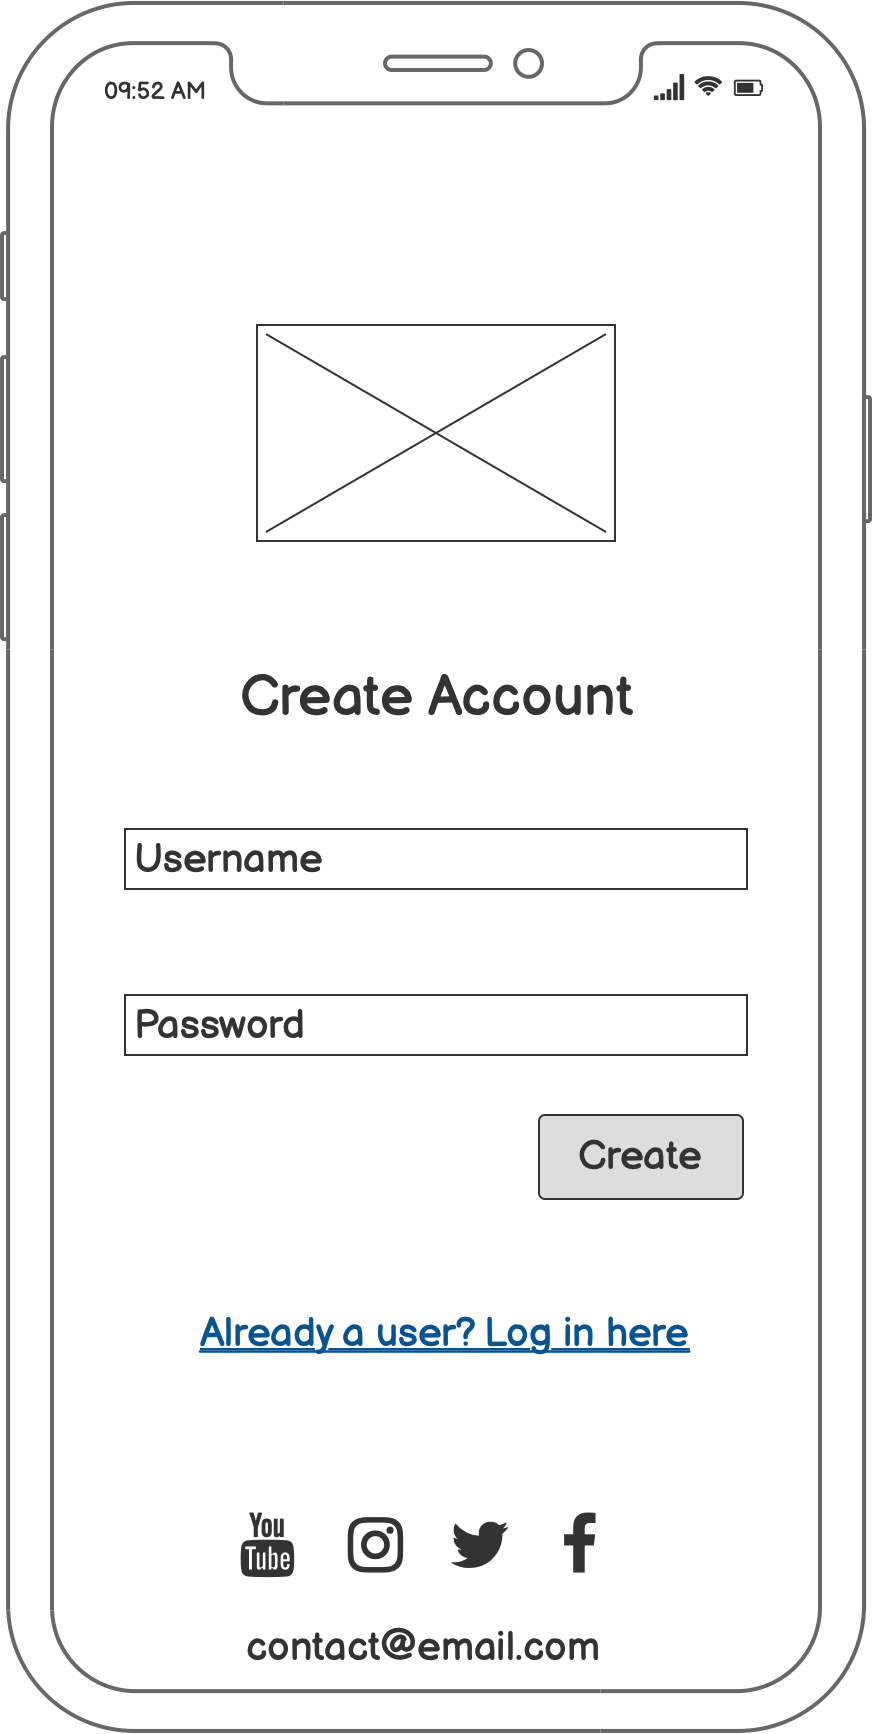 09:52 AM
Create Account
Username
Password
Create
Already a user? Log in here
You
Tube
contact@email.com